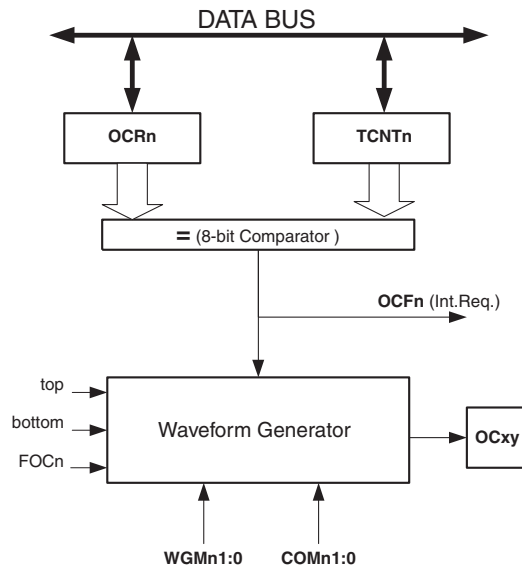 DATA BUS
OCRn
TCNTn
= (8-bit Comparator )
OCFn (Int.Req.)
top
bottom
FOCn
Waveform Generator
OCxy
WGMn1:0
COMn1:0